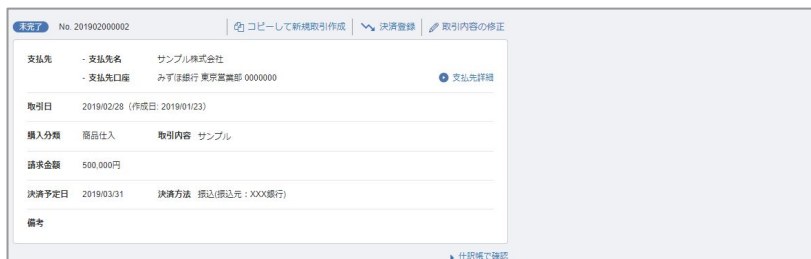 未完了 No. 201902000002 コピーして新規取引作成 決済登録 取引内容の修正
支払先 - 支払先名 サンプル株式会社
- 支払先口座 みずほ銀行 東京営業部 0000000 支払先詳細
取引日 2019/02/28（作成日: 2019/01/23）
購入分類 商品仕入 取引内容 サンプル
請求金額 500,000円
決済予定日 2019/03/31 決済方法 振込(振込元：XXX銀行)
備考
仕訳帳で確認